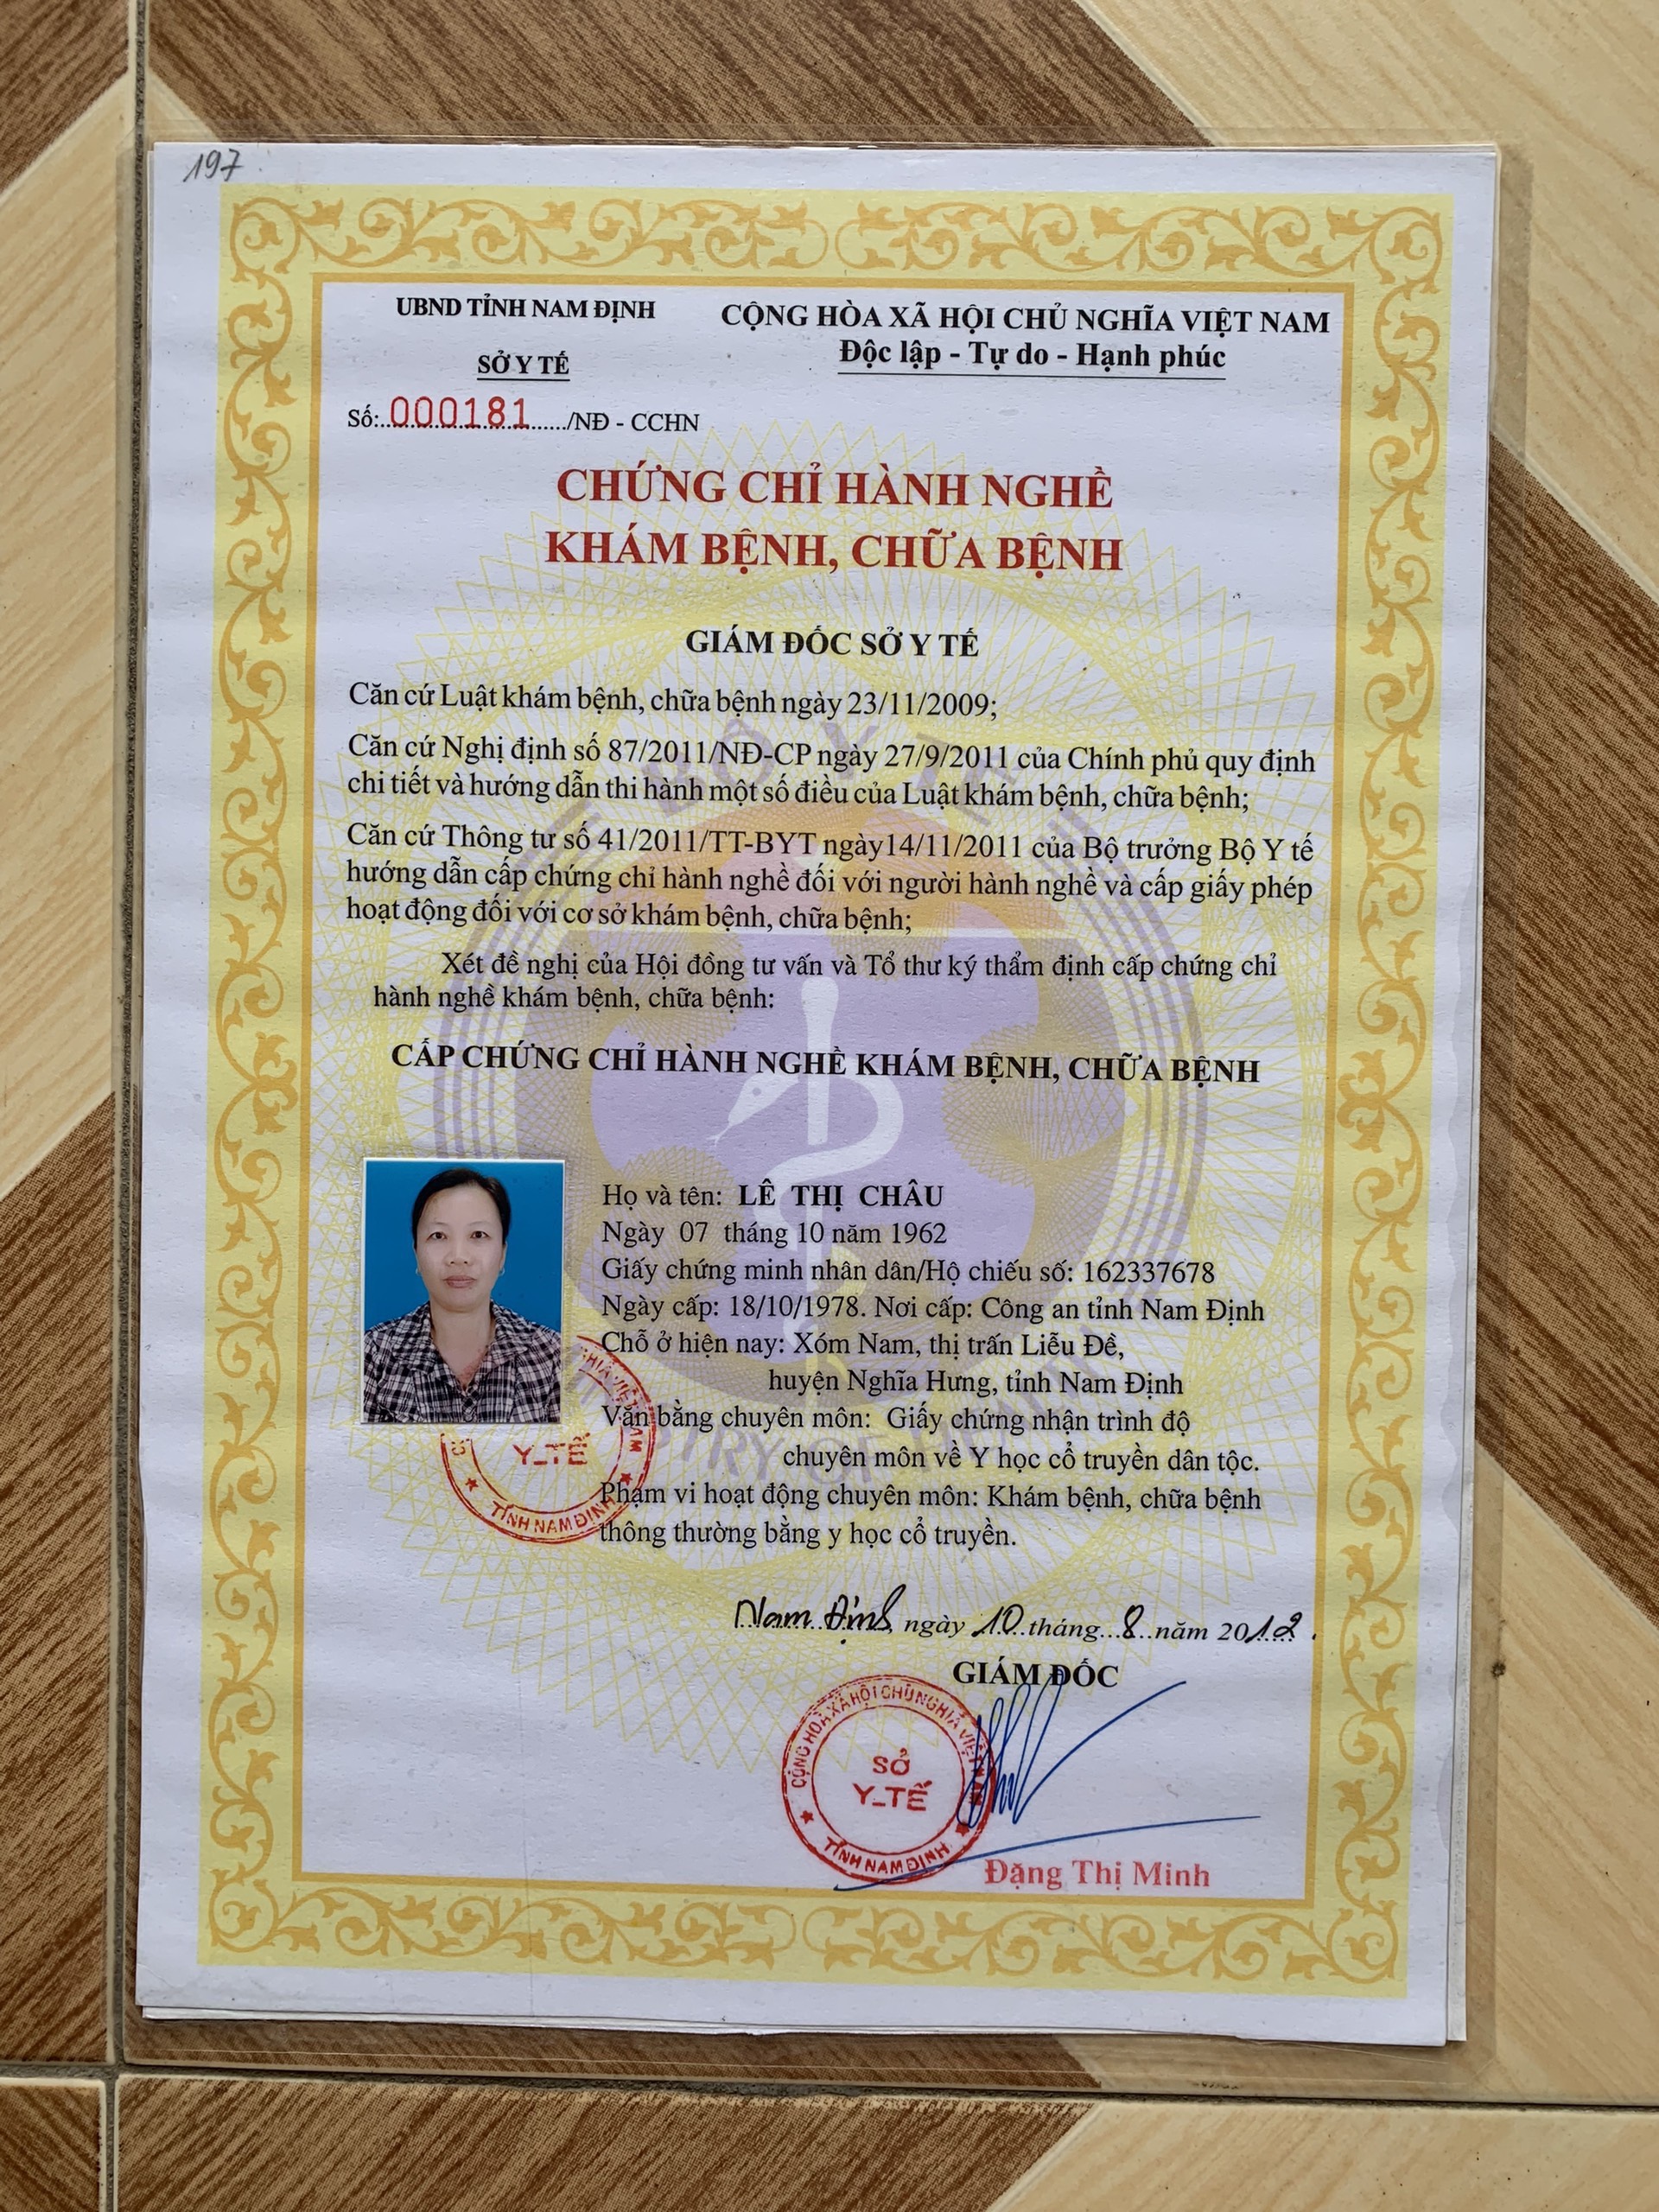 197
UBND TỈNH NAM ĐỊNH
SỞ Y TẾ
CỘNG HÒA XÃ HỘI CHỦ NGHĨA VIỆT NAM
Độc lập - Tự do - Hạnh phúc
Số:..000181....../NĐ - CCHN
CHỨNG CHỈ HÀNH NGHỀ
KHÁM BỆNH, CHỮA BỆNH
GIÁM ĐỐC SỞ Y TẾ
Căn cứ Luật khám bệnh, chữa bệnh ngày 23/11/2009;
Căn cứ Nghị định số 87/2011/NĐ-CP ngày 27/9/2011 của Chính phủ quy định
chi tiết và hướng dẫn thi hành một số điều của Luật khám bệnh, chữa bệnh;
Căn cứ Thông tư số 41/2011/TT-BYT ngày14/11/2011 của Bộ trưởng Bộ Y tế
hướng dẫn cấp chứng chỉ hành nghề đối với người hành nghề và cấp giấy phép
hoạt động đối với cơ sở khám bệnh, chữa bệnh;
Xét đề nghị của Hội đồng tư vấn và Tổ thư ký thẩm định cấp chứng chỉ
hành nghề khám bệnh, chữa bệnh:
CẤP CHỨNG CHỈ HÀNH NGHỀ KHÁM BỆNH, CHỮA BỆNH
Họ và tên: LÊ THỊ CHÂU
Ngày 07 tháng 10 năm 1962
Giấy chứng minh nhân dân/Hộ chiếu số: 162337678
Ngày cấp: 18/10/1978. Nơi cấp: Công an tỉnh Nam Định
Chỗ ở hiện nay: Xóm Nam, thị trấn Liễu Đề,
huyện Nghĩa Hưng, tỉnh Nam Định
Văn bằng chuyên môn: Giấy chứng nhận trình độ
chuyên môn về Y học cổ truyền dân tộc.
Phạm vi hoạt động chuyên môn: Khám bệnh, chữa bệnh
thông thường bằng y học cổ truyền.
Y_TẾ
TỈNH NAM ĐỊNH
Nam Định, ngày 10 tháng 8 năm 2012.
GIÁM ĐỐC
CỘNG HOÀ XÃ HỘI CHỦ NGHĨA VIỆT NAM
SỞ
Y_TẾ
TỈNH NAM ĐỊNH
Đặng Thị Minh